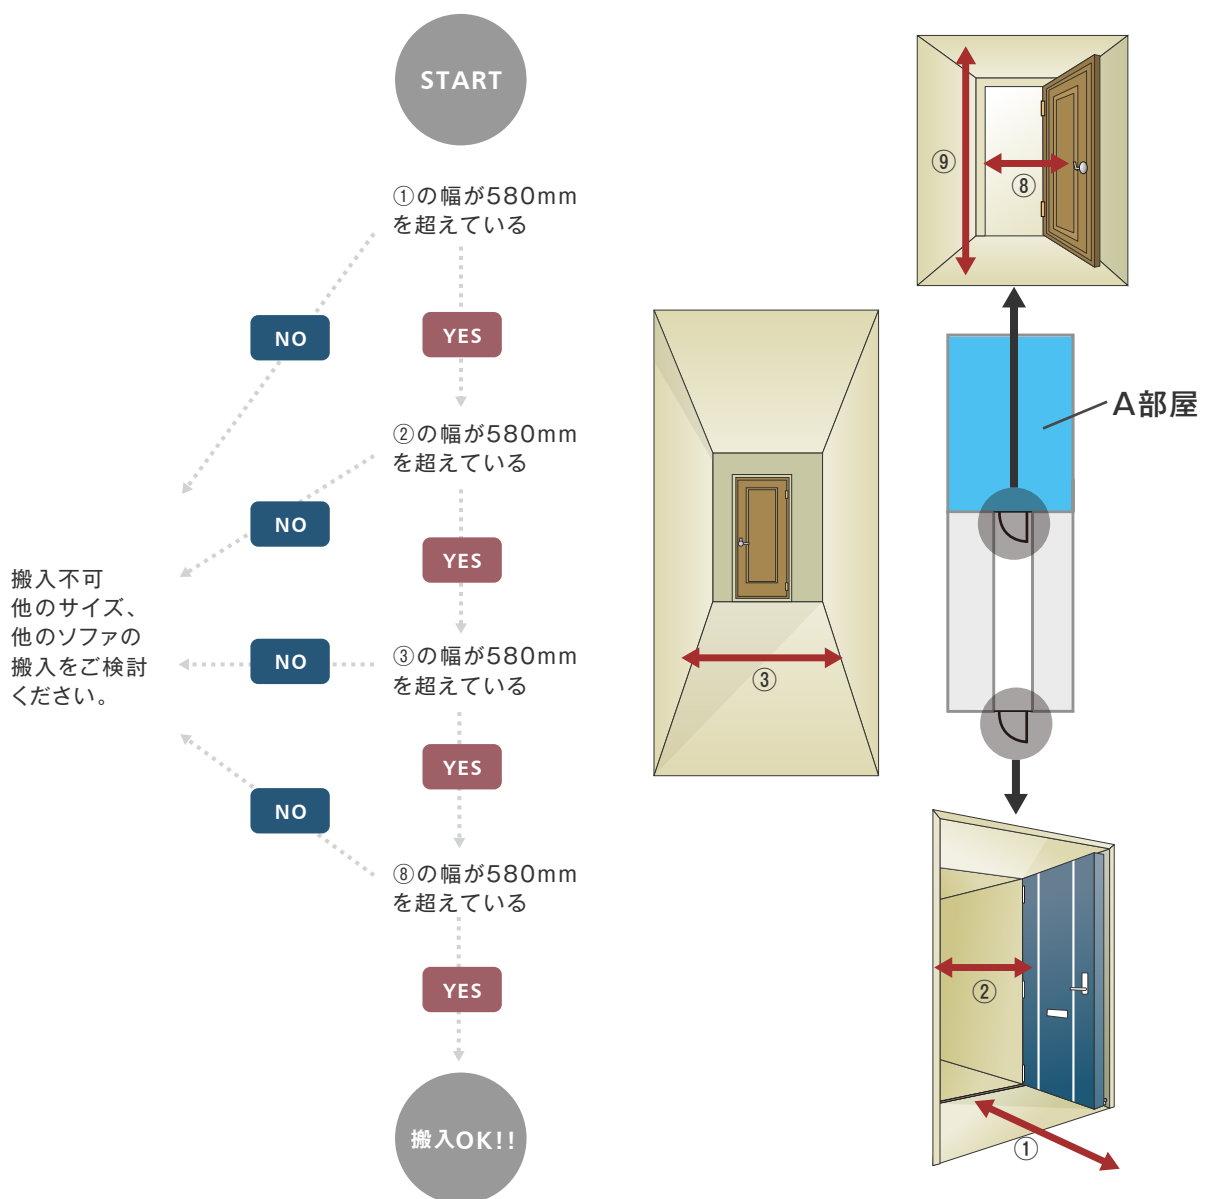 START
①の幅が580mm
を超えている
NO
YES
②の幅が580mm
を超えている
NO
YES
搬入不可
他のサイズ、
他のソファの
搬入をご検討
ください。
③の幅が580mm
を超えている
NO
YES
⑧の幅が580mm
を超えている
NO
YES
搬入OK!!
③
⑨
⑧
A部屋
②
①